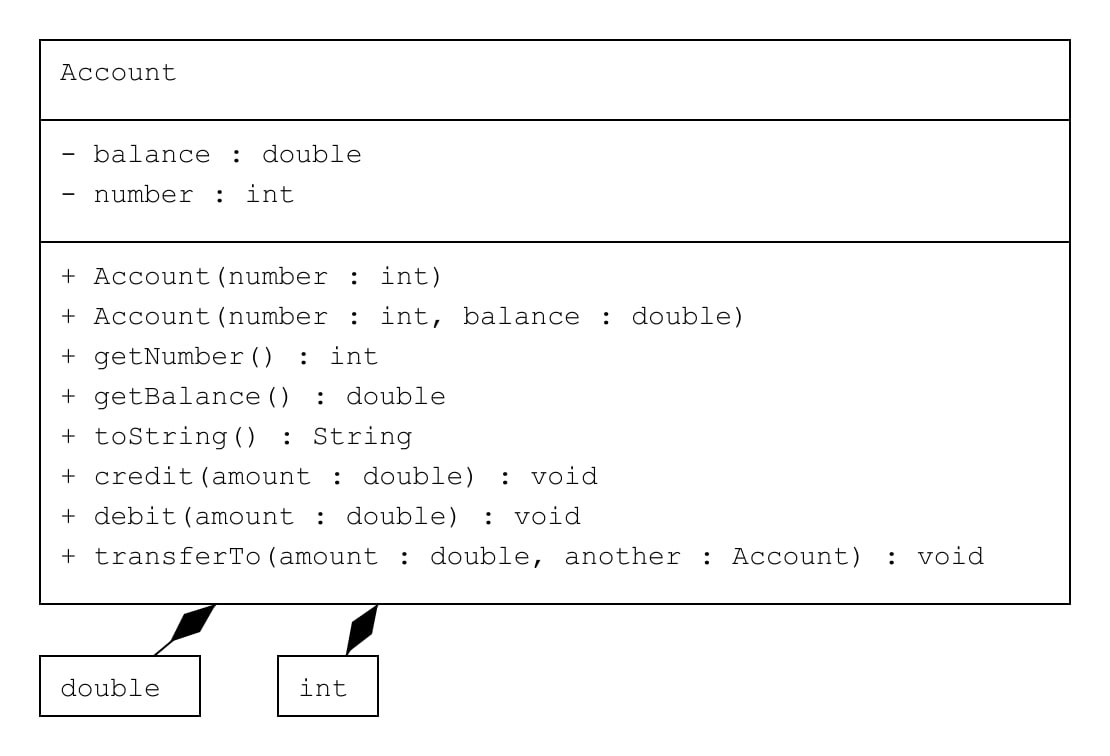 Account
- balance : double
- number : int
+ Account(number : int)
+ Account(number : int, balance : double)
+ getNumber() : int
+ getBalance() : double
+ toString() : String
+ credit(amount : double) : void
+ debit(amount : double) : void
+ transferTo(amount : double, another : Account) : void
double
int